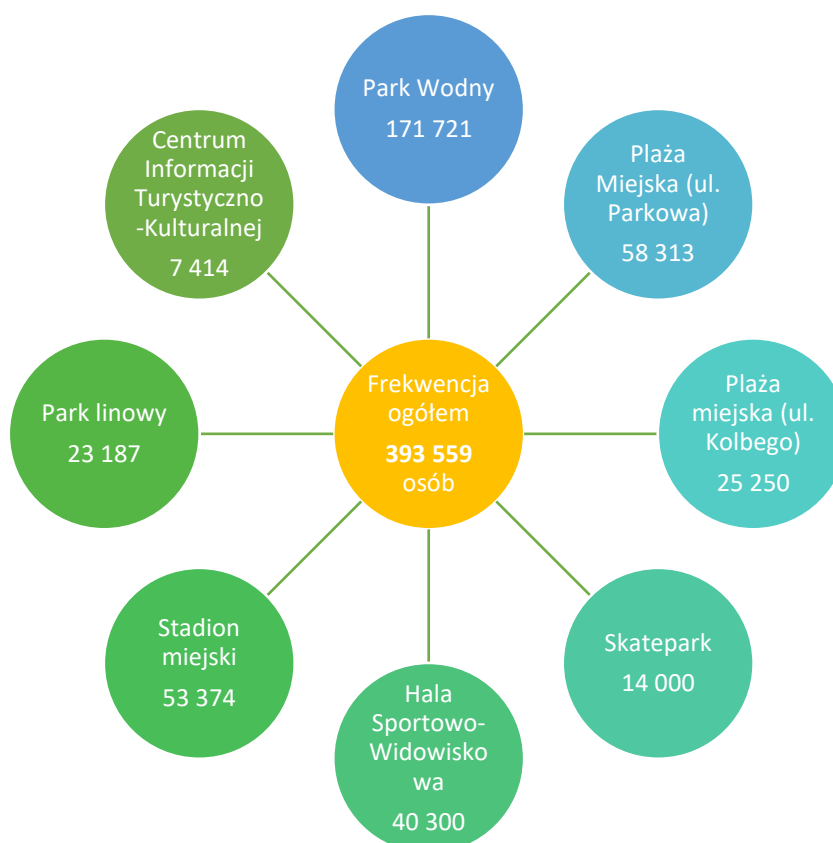 Park Wodny
171 721
Plaża
Miejska (ul.
Parkowa)
58 313
Plaża
miejska (ul.
Kolbego)
25 250
Skatepark
14 000
Hala
Sportowo-
Widowisko
wa
40 300
Stadion
miejski
53 374
Park linowy
23 187
Centrum
Informacji
Turystyczno
-Kulturalnej
7 414
Frekwencja
ogółem
393 559
osób